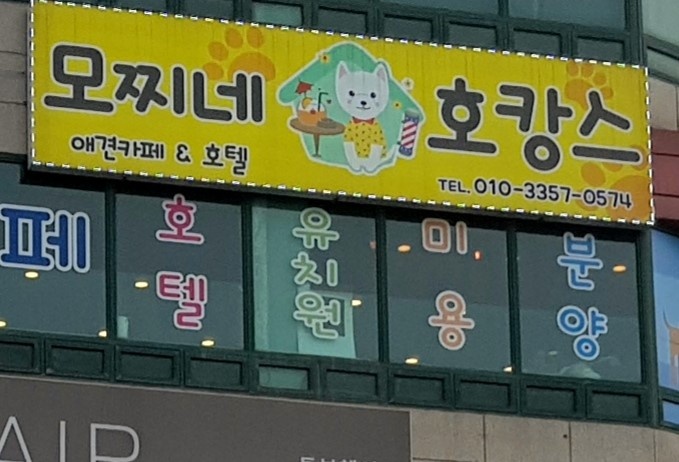 모찌네 호캉스
애견카페 & 호텔
TEL. 010-3357-0574
페
호텔
유치원
미용
분양
AIR